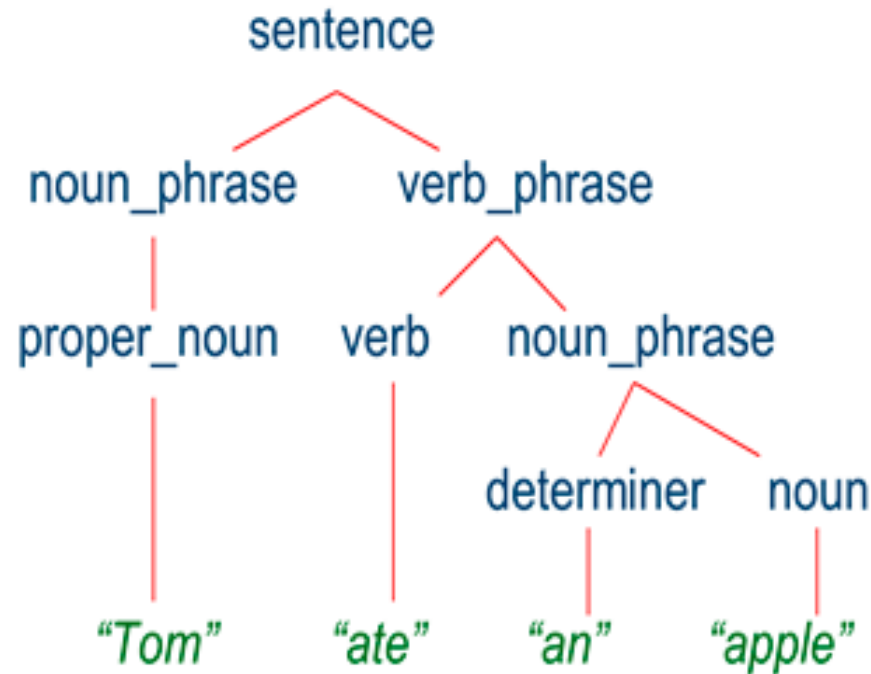 sentence
noun_phrase verb_phrase
proper_noun verb noun_phrase
determiner noun
“Tom” “ate” “an” “apple”